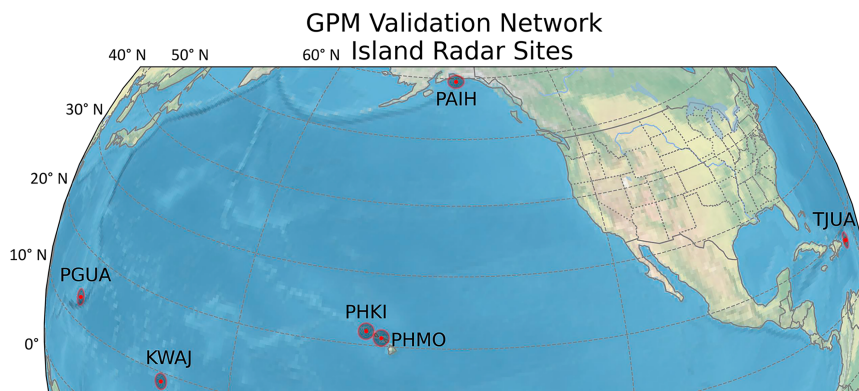 GPM Validation Network
Island Radar Sites
40° N 50° N 60° N
PAIH
30° N
20° N
TJUA
10° N
PGUA
PHKI
PHMO
0°
KWAJ